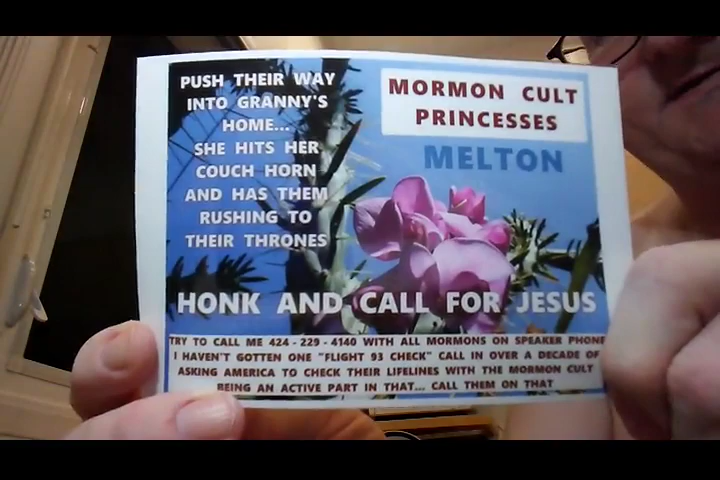 PUSH THEIR WAY
INTO GRANNY'S
HOME...
SHE HITS HER
COUCH HORN
AND HAS THEM
RUSHING TO
THEIR THRONES
MORMON CULT
PRINCESSES
MELTON
HONK AND CALL FOR JESUS
TRY TO CALL ME 424 - 229 - 4140 WITH ALL MORMONS ON SPEAKER PHONE
I HAVEN'T GOTTEN ONE "FLIGHT 93 CHECK" CALL IN OVER A DECADE OF
ASKING AMERICA TO CHECK THEIR LIFELINES WITH THE MORMON CULT
BEING AN ACTIVE PART IN THAT... CALL THEM ON THAT